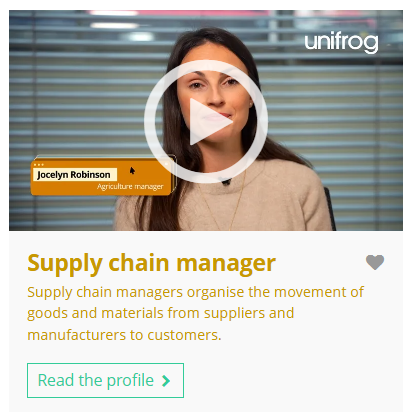 unifrog
Jocelyn Robinson
Agriculture manager
Supply chain manager
Supply chain managers organise the movement of
goods and materials from suppliers and
manufacturers to customers.
Read the profile